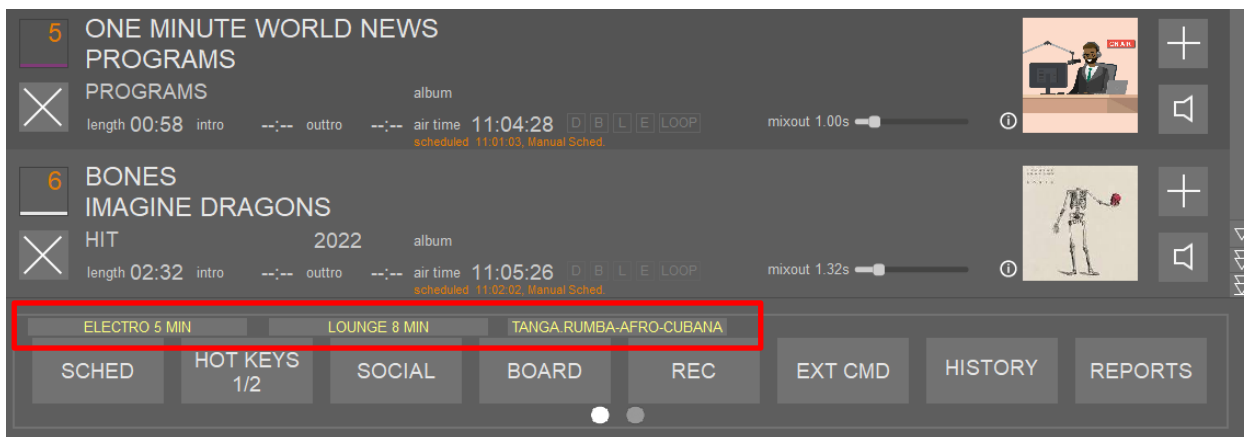 5
ONE MINUTE WORLD NEWS
PROGRAMS
PROGRAMS album
length 00:58 intro --:-- outtro --:-- air time 11:04:28 D B L E LOOP mixout 1.00s
scheduled 11:01:03, Manual Sched.
ON AIR
6
BONES
IMAGINE DRAGONS
HIT 2022 album
length 02:32 intro --:-- outtro --:-- air time 11:05:26 D B L E LOOP mixout 1.32s
scheduled 11:02:02, Manual Sched.
ELECTRO 5 MIN LOUNGE 8 MIN TANGA.RUMBA-AFRO-CUBANA
SCHED HOT KEYS 1/2 SOCIAL BOARD REC EXT CMD HISTORY REPORTS